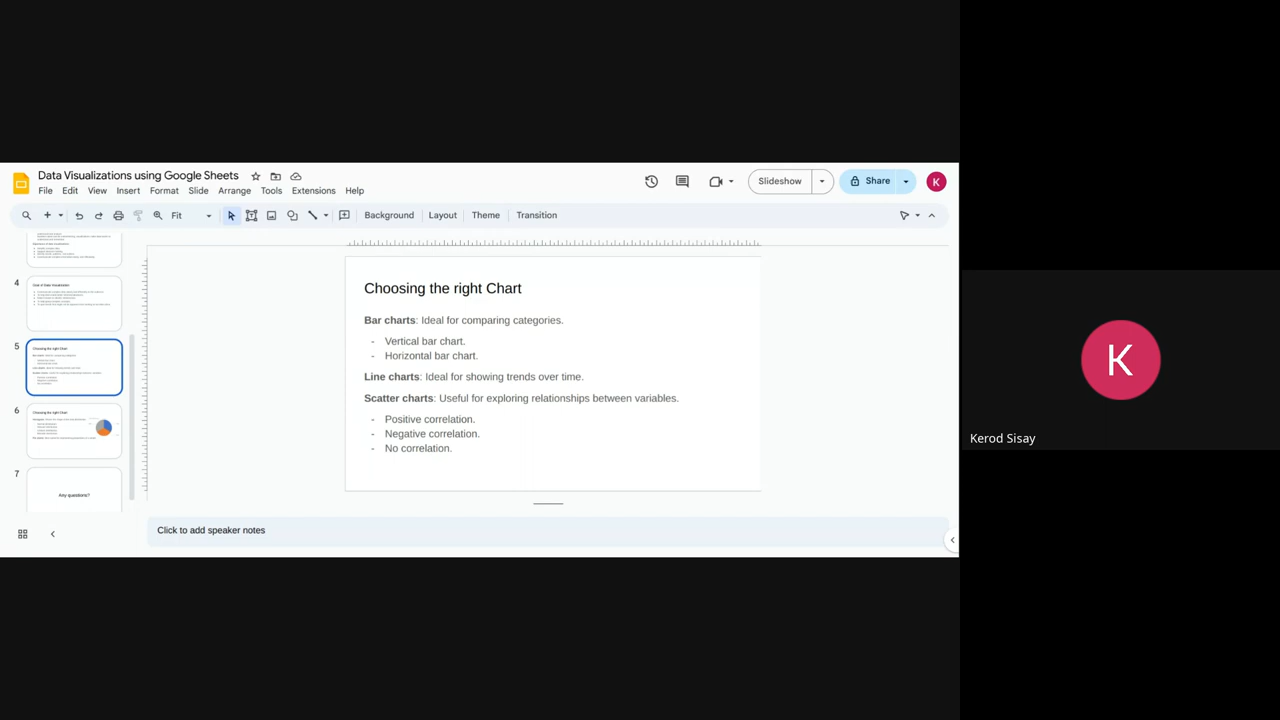 Data Visualizations using Google Sheets
File Edit View Insert Format Slide Arrange Tools Extensions Help
Slideshow
Share
K
Fit
Background
Layout
Theme
Transition
4
5
Choosing the right Chart
6
Choosing the right Chart
7
Any questions?
Choosing the right Chart
Bar charts: Ideal for comparing categories.
- Vertical bar chart.
- Horizontal bar chart.
Line charts: Ideal for showing trends over time.
Scatter charts: Useful for exploring relationships between variables.
- Positive correlation.
- Negative correlation.
- No correlation.
Click to add speaker notes
K
Kerod Sisay